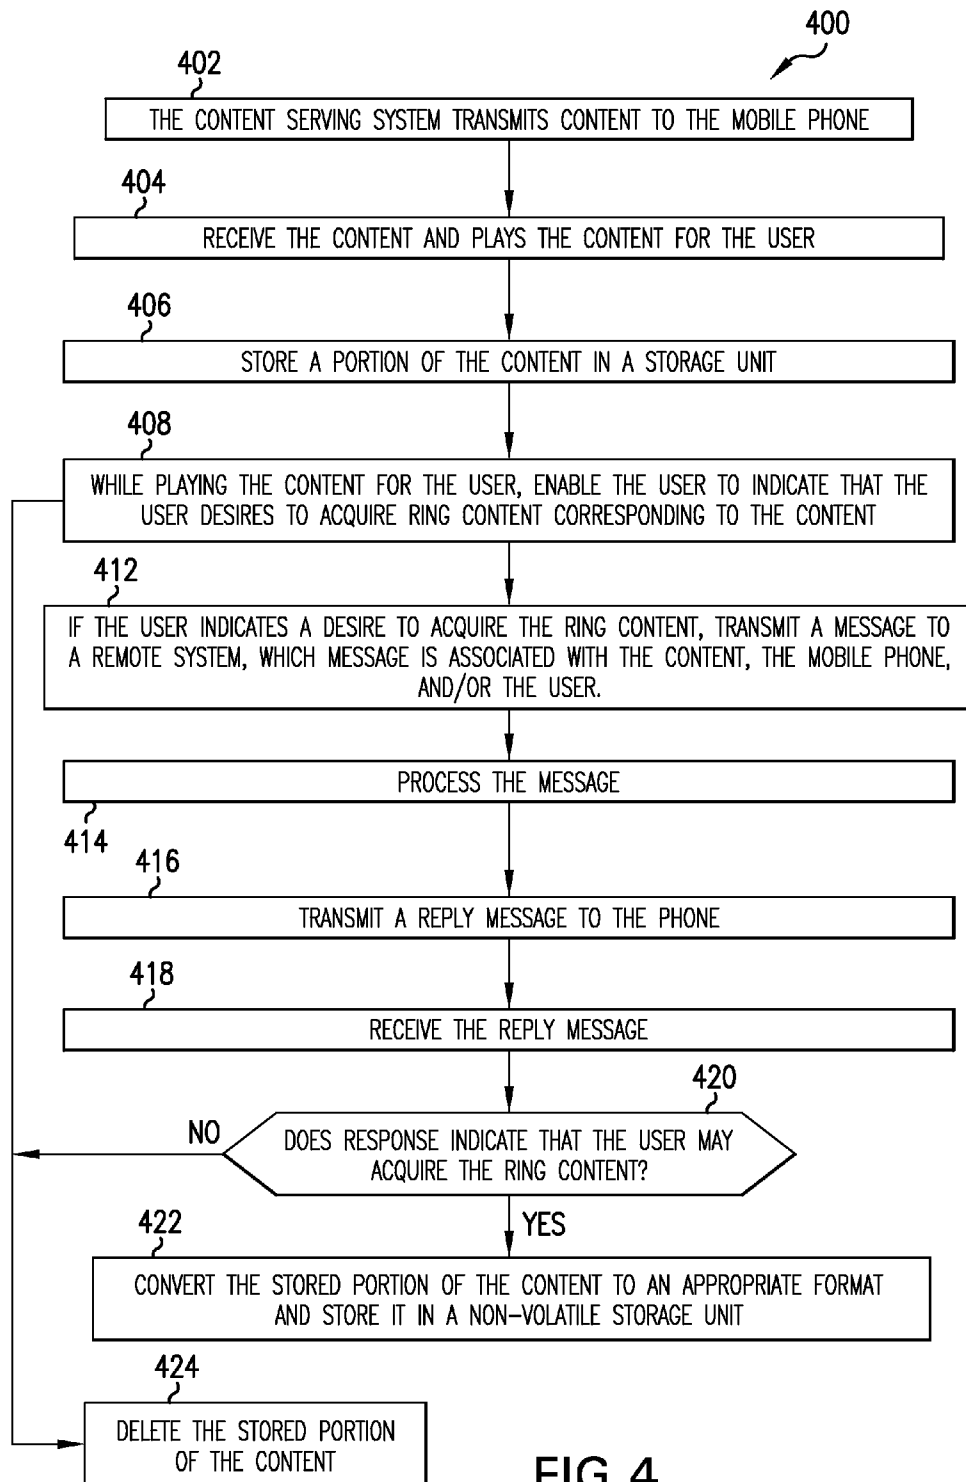 400
402
THE CONTENT SERVING SYSTEM TRANSMITS CONTENT TO THE MOBILE PHONE
404
RECEIVE THE CONTENT AND PLAYS THE CONTENT FOR THE USER
406
STORE A PORTION OF THE CONTENT IN A STORAGE UNIT
408
WHILE PLAYING THE CONTENT FOR THE USER, ENABLE THE USER TO INDICATE THAT THE
USER DESIRES TO ACQUIRE RING CONTENT CORRESPONDING TO THE CONTENT
412
IF THE USER INDICATES A DESIRE TO ACQUIRE THE RING CONTENT, TRANSMIT A MESSAGE TO
A REMOTE SYSTEM, WHICH MESSAGE IS ASSOCIATED WITH THE CONTENT, THE MOBILE PHONE,
AND/OR THE USER.
PROCESS THE MESSAGE
414
416
TRANSMIT A REPLY MESSAGE TO THE PHONE
418
RECEIVE THE REPLY MESSAGE
420
NO
DOES RESPONSE INDICATE THAT THE USER MAY
ACQUIRE THE RING CONTENT?
YES
422
CONVERT THE STORED PORTION OF THE CONTENT TO AN APPROPRIATE FORMAT
AND STORE IT IN A NON-VOLATILE STORAGE UNIT
424
DELETE THE STORED PORTION
OF THE CONTENT
FIG 4